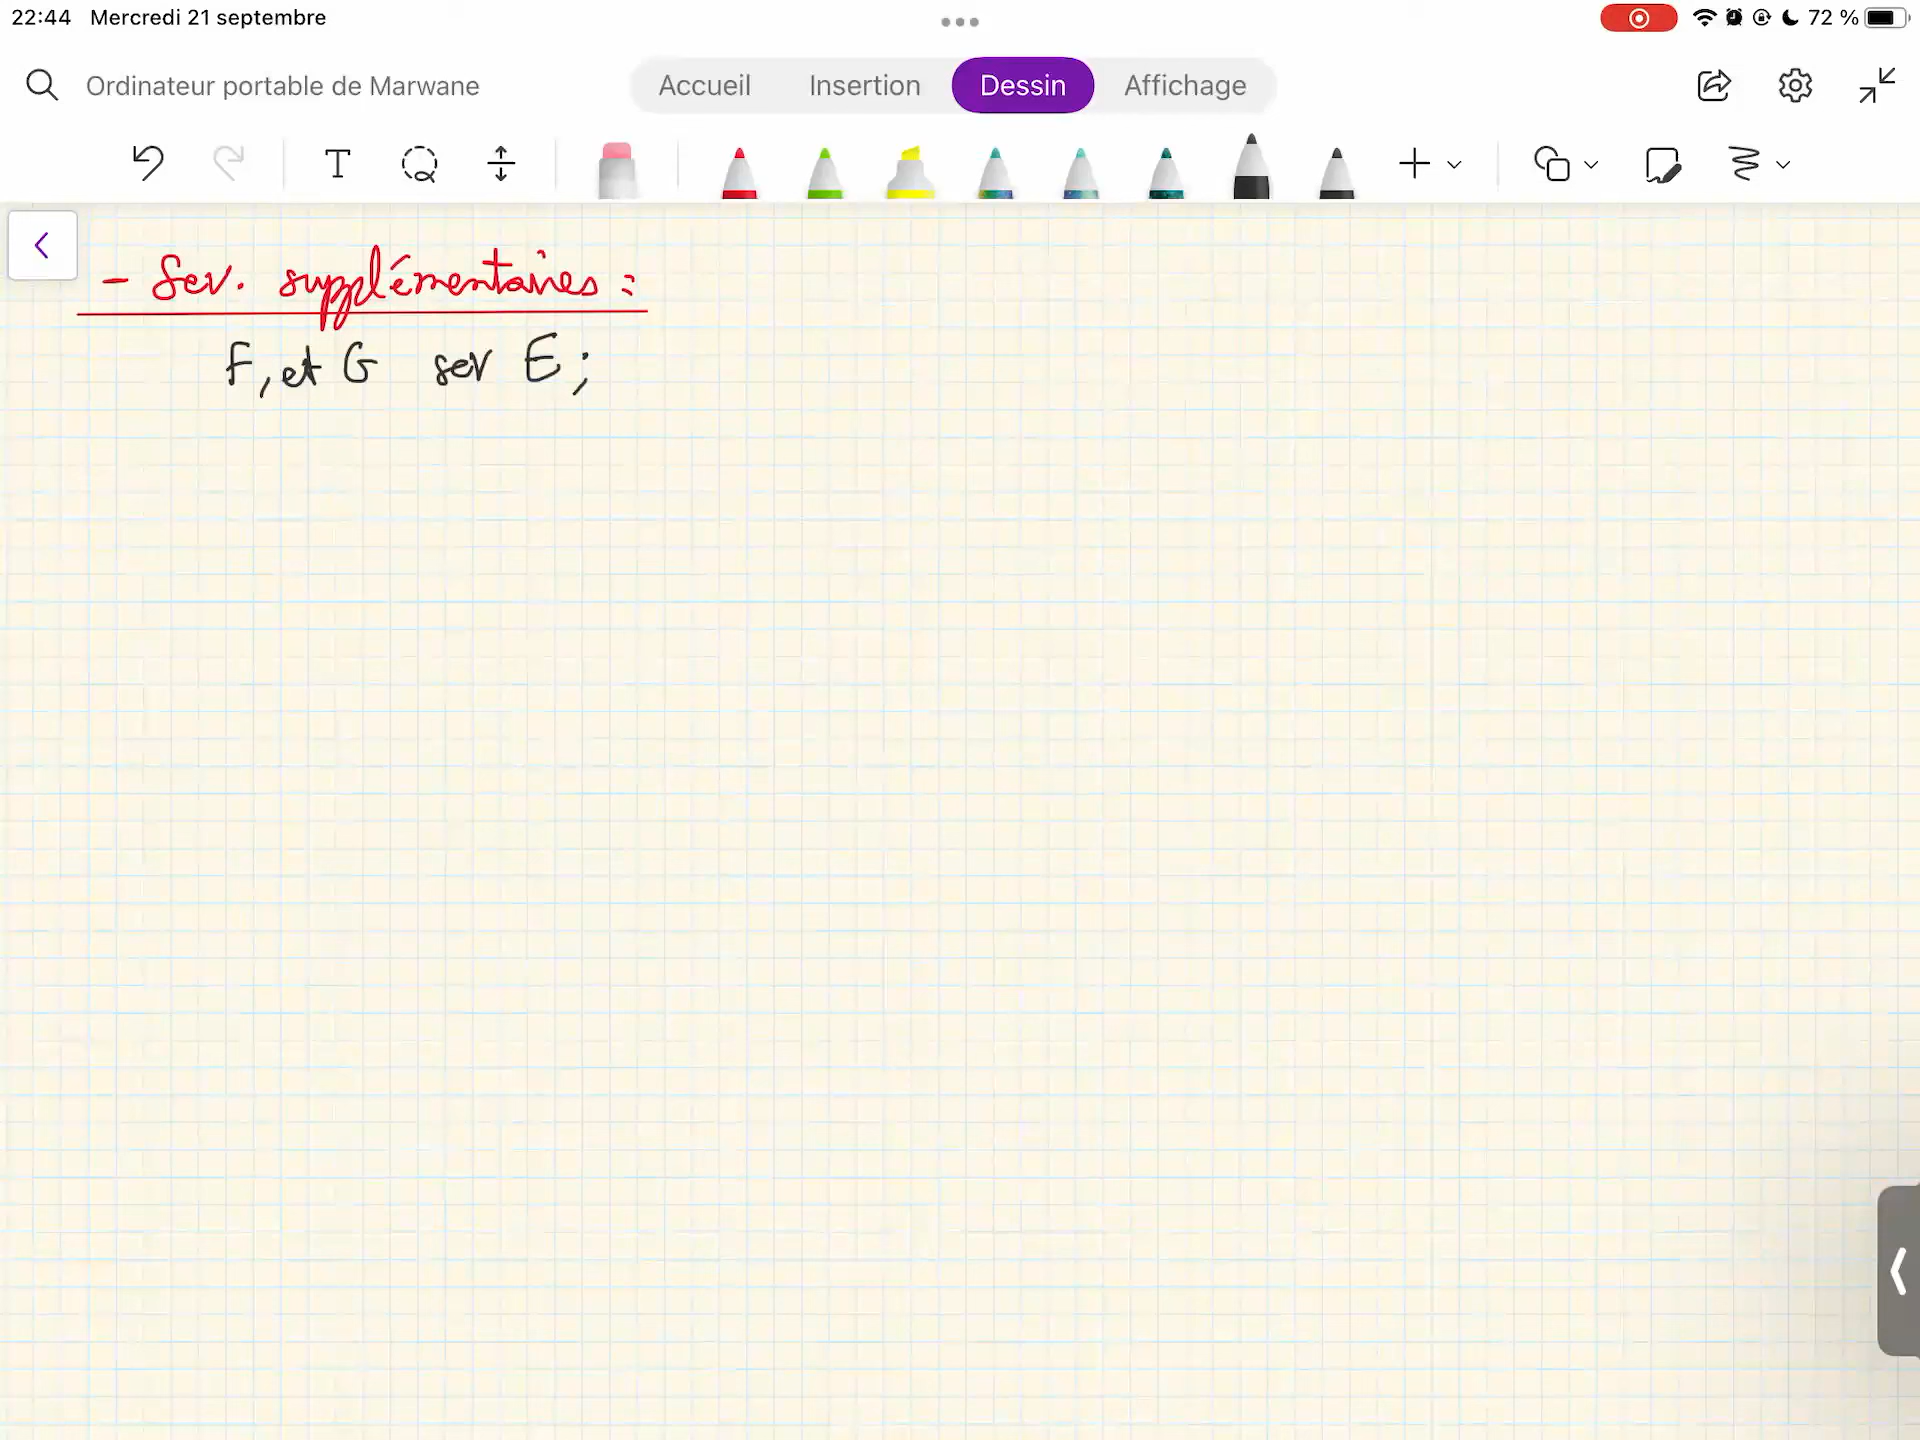 22:44 Mercredi 21 septembre 72 %
Ordinateur portable de Marwane Accueil Insertion Dessin Affichage
T
- Sev. supplémentaires :
F, et G sev E ;